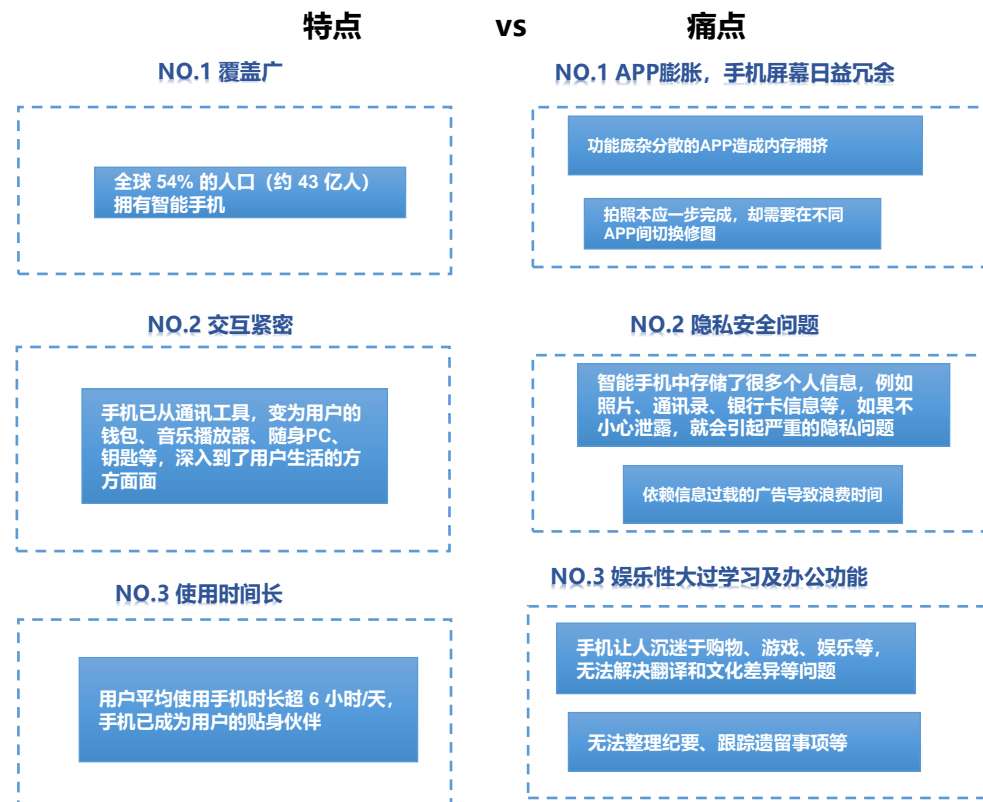 特点 vs 痛点
NO.1 覆盖广
全球 54% 的人口（约 43 亿人）
拥有智能手机
NO.2 交互紧密
手机已从通讯工具，变为用户的
钱包、音乐播放器、随身PC、
钥匙等，深入到了用户生活的方
方面面
NO.3 使用时间长
用户平均使用手机时长超 6 小时/天，
手机已成为用户的贴身伙伴
NO.1 APP膨胀，手机屏幕日益冗余
功能庞杂分散的APP造成内存拥挤
拍照本应一步完成，却需要在不同
APP间切换修图
NO.2 隐私安全问题
智能手机中存储了很多个人信息，例如
照片、通讯录、银行卡信息等，如果不
小心泄露，就会引起严重的隐私问题
依赖信息过载的广告导致浪费时间
NO.3 娱乐性大过学习及办公功能
手机让人沉迷于购物、游戏、娱乐等，
无法解决翻译和文化差异等问题
无法整理纪要、跟踪遗留事项等